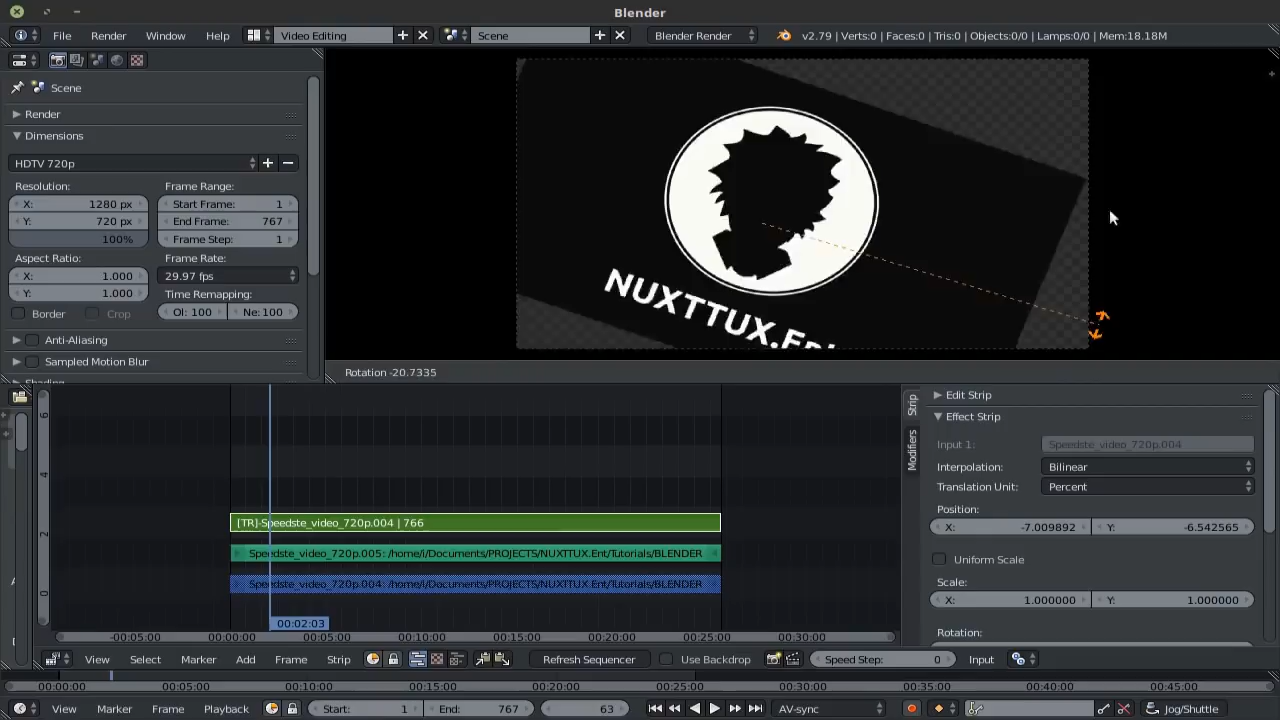 Blender
File Render Window Help Video Editing Scene Blender Render v2.79 | Verts:0 | Faces:0 | Tris:0 | Objects:0/0 | Lamps:0/0 | Mem:18.18M
Scene
Render
Dimensions
HDTV 720p
Resolution: Frame Range:
X: 1280 px Start Frame: 1
Y: 720 px End Frame: 767
100% Frame Step: 1
Aspect Ratio: Frame Rate:
X: 1.000 29.97 fps
Y: 1.000 Time Remapping:
Border Crop Ol: 100 Ne:100
Anti-Aliasing
Sampled Motion Blur
Shading
NUXTTUX.En
Rotation -20.7335
6
4
2
0
[TR]-Speedste_video_720p.004 | 766
Speedste_video_720p.005: /home/i/Documents/PROJECTS/NUXTTUX.Ent/Tutorials/BLENDER
Speedste_video_720p.004: /home/i/Documents/PROJECTS/NUXTTUX.Ent/Tutorials/BLENDER
00:02:03
-00:05:00 00:00:00 00:05:00 00:10:00 00:15:00 00:20:00 00:25:00 00:30:00
Strip
Modifiers
Edit Strip
Effect Strip
Input 1: Speedste_video_720p.004
Interpolation: Bilinear
Translation Unit: Percent
Position:
X: -7.009892 Y: -6.542565
Uniform Scale
Scale:
X: 1.000000 Y: 1.000000
Rotation:
View Select Marker Add Frame Strip Refresh Sequencer Use Backdrop Speed Step: 0 Input
00:00:00 00:05:00 00:10:00 00:15:00 00:20:00 00:25:00 00:30:00 00:35:00 00:40:00 00:45:00
View Marker Frame Playback Start: 1 End: 767 63 AV-sync Jog/Shuttle